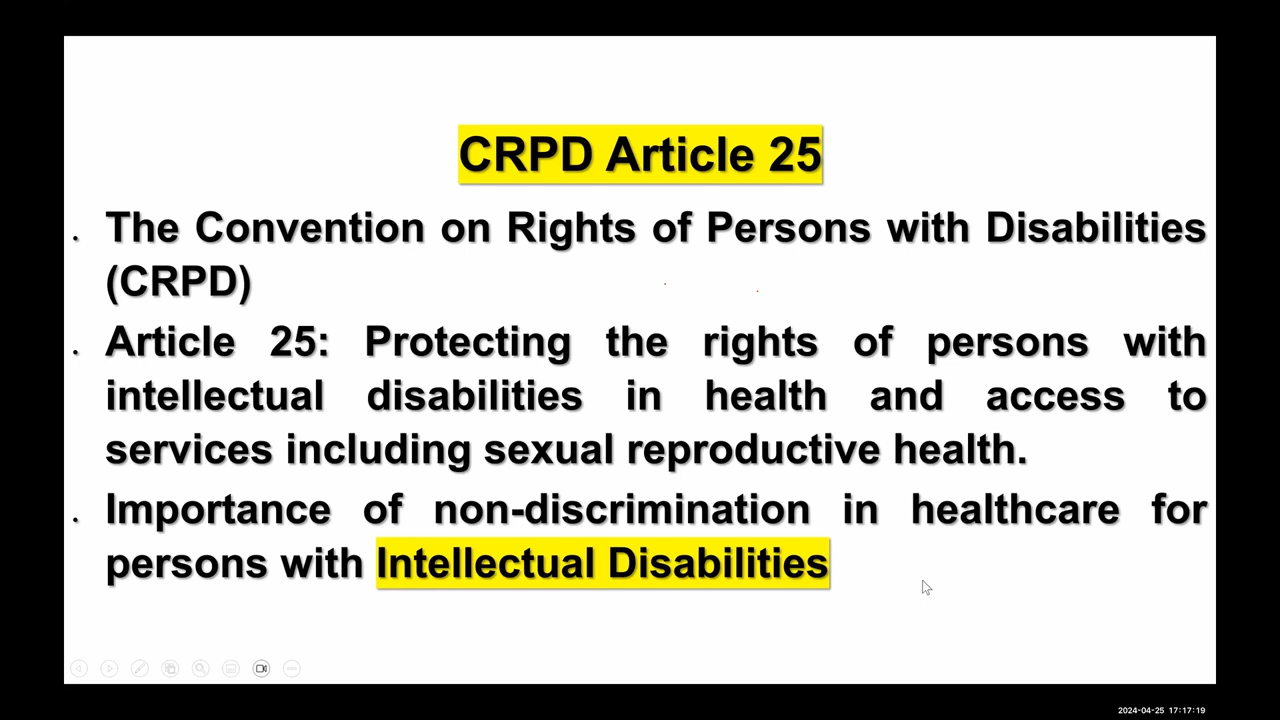 CRPD Article 25
. The Convention on Rights of Persons with Disabilities
(CRPD)
. Article 25: Protecting the rights of persons with
intellectual disabilities in health and access to
services including sexual reproductive health.
. Importance of non-discrimination in healthcare for
persons with Intellectual Disabilities
2024-04-25 17:17:19